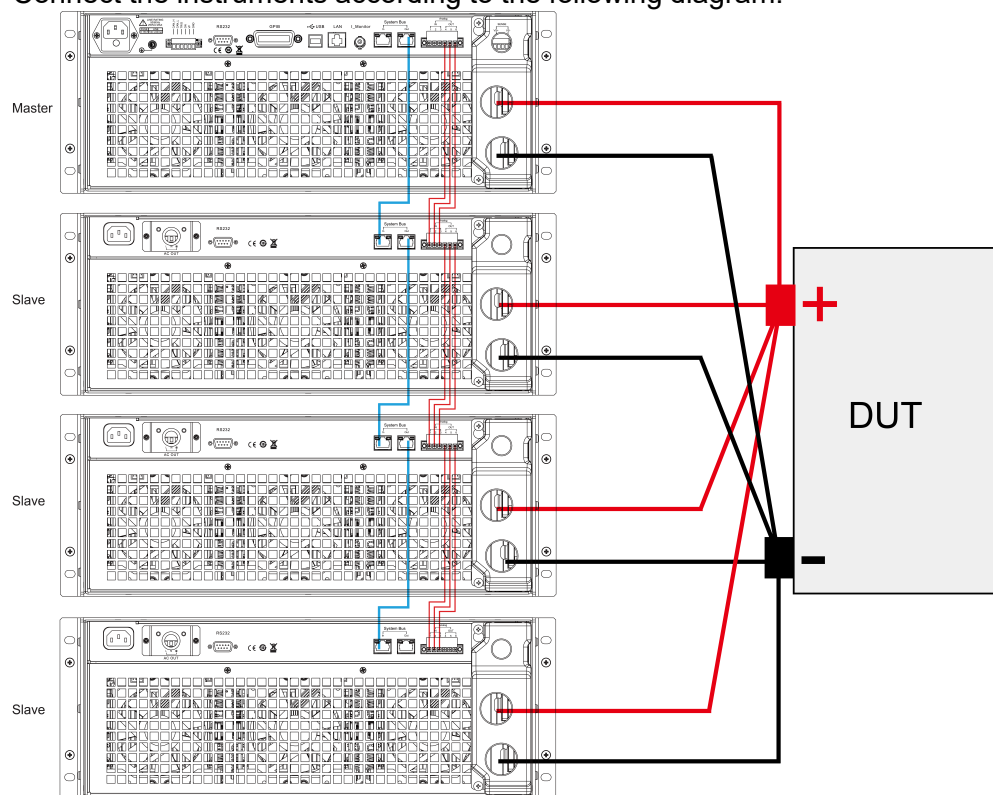 Connect the instruments according to the following diagram:
RS232
GPIB
USB
LAN
I_Monitor
System Bus
Master
System Bus
RS232
AC OUT
Slave
System Bus
RS232
AC OUT
DUT
Slave
System Bus
RS232
AC OUT
Slave
+
-